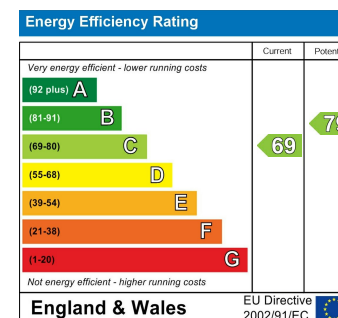 Energy Efficiency Rating
Current
Very energy efficient - lower running costs
(92 plus) A
(81-91) B
(69-80) C
69
(55-68) D
(39-54) E
(21-38) F
(1-20) G
Not energy efficient - higher running costs
England & Wales
EU Directive
2002/91/EC